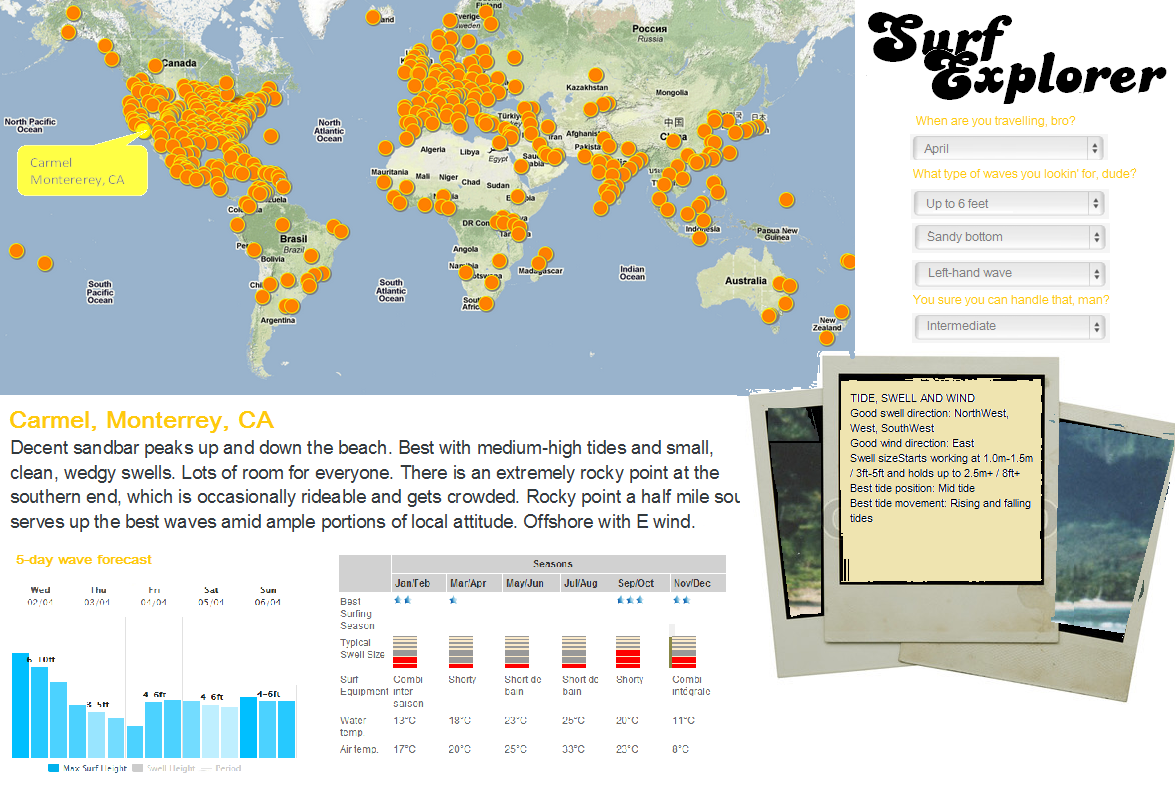 Surf
Explorer
When are you travelling, bro?
April
What type of waves you lookin' for, dude?
Up to 6 feet
Sandy bottom
Left-hand wave
You sure you can handle that, man?
Intermediate
Canada
Россия
Russia
Sverige
Sweden
Kazakhstan
Mongolia
中国
China
日本
North Pacific
Ocean
North
Atlantic
Ocean
Türkiye
Iran
Afghanistan
Pakistan
Algeria
Libya
Egypt
Saudi
Arabia
Mauritania
Mali
Niger
Chad
Sudan
DR Congo
Angola
Namibia
Botswana
Madagascar
South
Africa
Brasil
Brazil
Bolivia
Argentina
South
Pacific
Ocean
South
Atlantic
Ocean
Indian
Ocean
Indonesia
Papua New
Guinea
Australia
New
Zealand
Carmel
Montererey, CA
Carmel, Monterrey, CA
Decent sandbar peaks up and down the beach. Best with medium-high tides and small,
clean, wedgy swells. Lots of room for everyone. There is an extremely rocky point at the
southern end, which is occasionally rideable and gets crowded. Rocky point a half mile sou
serves up the best waves amid ample portions of local attitude. Offshore with E wind.
TIDE, SWELL AND WIND
Good swell direction: NorthWest,
West, SouthWest
Good wind direction: East
Swell sizeStarts working at 1.0m-1.5m
/ 3ft-5ft and holds up to 2.5m+ / 8ft+
Best tide position: Mid tide
Best tide movement: Rising and falling
tides
5-day wave forecast
Wed Thu Fri Sat Sun
02/04 03/04 04/04 05/04 06/04
6-10ft 3-5ft 4-6ft 4-6ft 4-6ft
Max Surf Height Swell Height Period
Seasons
Jan/Feb Mar/Apr May/Jun Jul/Aug Sep/Oct Nov/Dec
Best
Surfing
Season
Typical
Swell Size
Surf Combi Shorty Short de Short de Shorty Combi
Equipment inter bain bain intégrale
saison
Water 13°C 18°C 23°C 25°C 20°C 11°C
temp.
Air temp. 17°C 20°C 25°C 33°C 23°C 8°C